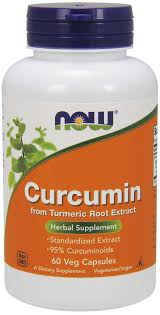 NOW
Curcumin
from Turmeric Root Extract
Herbal Supplement
• Standardized Extract
• 95% Curcuminoids
60 Veg Capsules
A Dietary Supplement
Vegetarian/Vegan